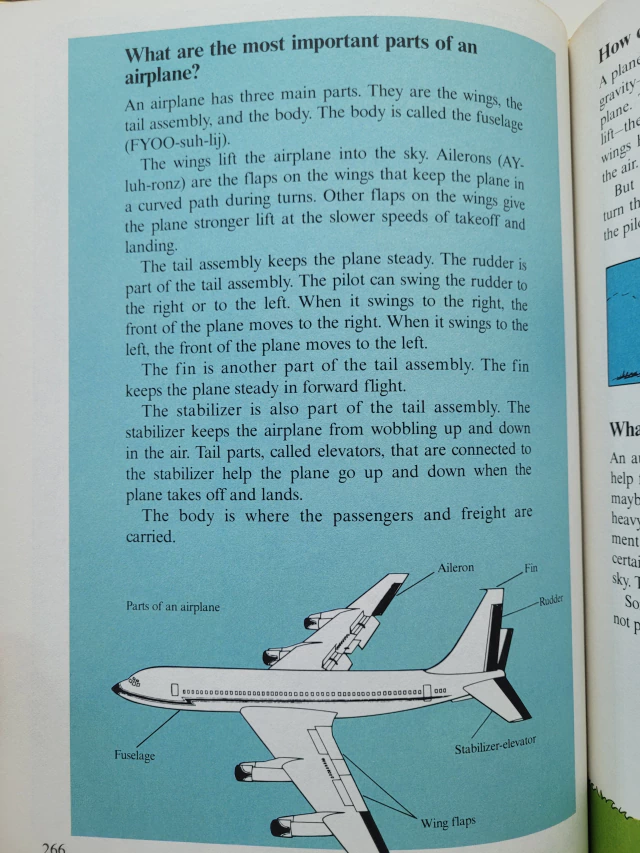 What are the most important parts of an
airplane?
An airplane has three main parts. They are the wings, the
tail assembly, and the body. The body is called the fuselage
(FYOO-suh-lij).
The wings lift the airplane into the sky. Ailerons (AY-
luh-ronz) are the flaps on the wings that keep the plane in
a curved path during turns. Other flaps on the wings give
the plane stronger lift at the slower speeds of takeoff and
landing.
The tail assembly keeps the plane steady. The rudder is
part of the tail assembly. The pilot can swing the rudder to
the right or to the left. When it swings to the right, the
front of the plane moves to the right. When it swings to the
left, the front of the plane moves to the left.
The fin is another part of the tail assembly. The fin
keeps the plane steady in forward flight.
The stabilizer is also part of the tail assembly. The
stabilizer keeps the airplane from wobbling up and down
in the air. Tail parts, called elevators, that are connected to
the stabilizer help the plane go up and down when the
plane takes off and lands.
The body is where the passengers and freight are
carried.
Parts of an airplane
Aileron
Fin
Rudder
Fuselage
Stabilizer-elevator
Wing flaps
266
How
A plane
gravity-
plane.
lift—the
wings
the air.
But
turn th
the pil
Wha
An a
help
mayb
heavy
ment
certai
sky. T
So
not p